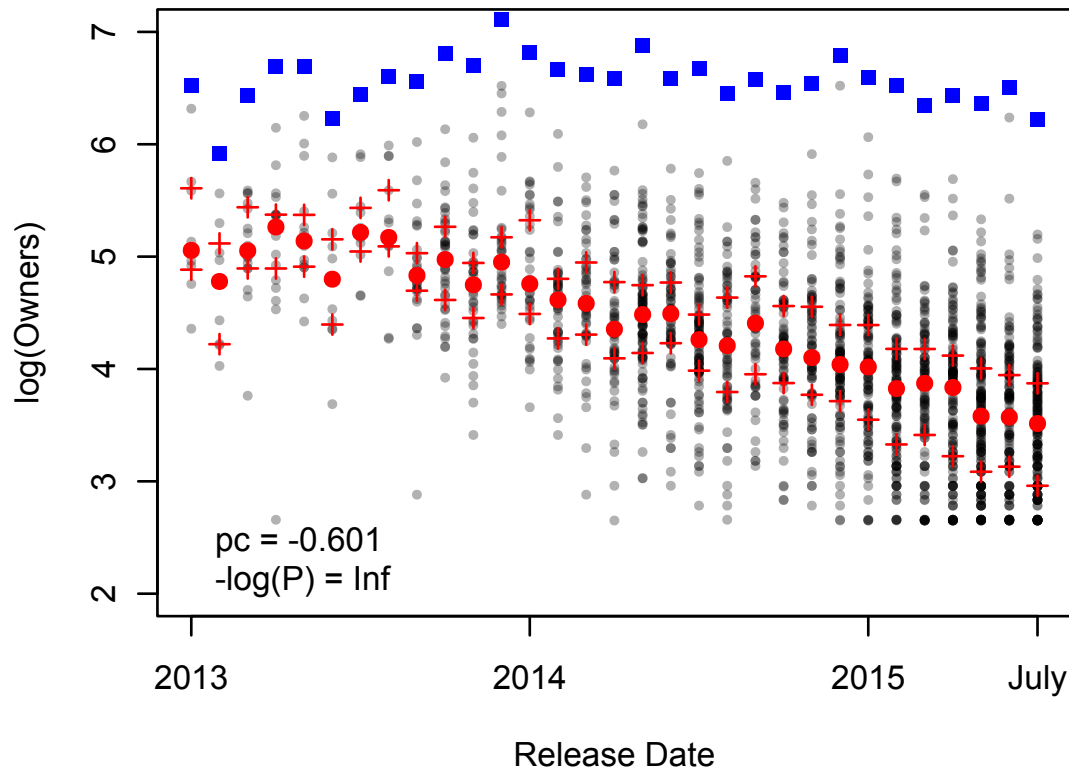 7
6
5
4
3
2
log(Owners)
pc = -0.601
-log(P) = Inf
2013 2014 2015 July
Release Date